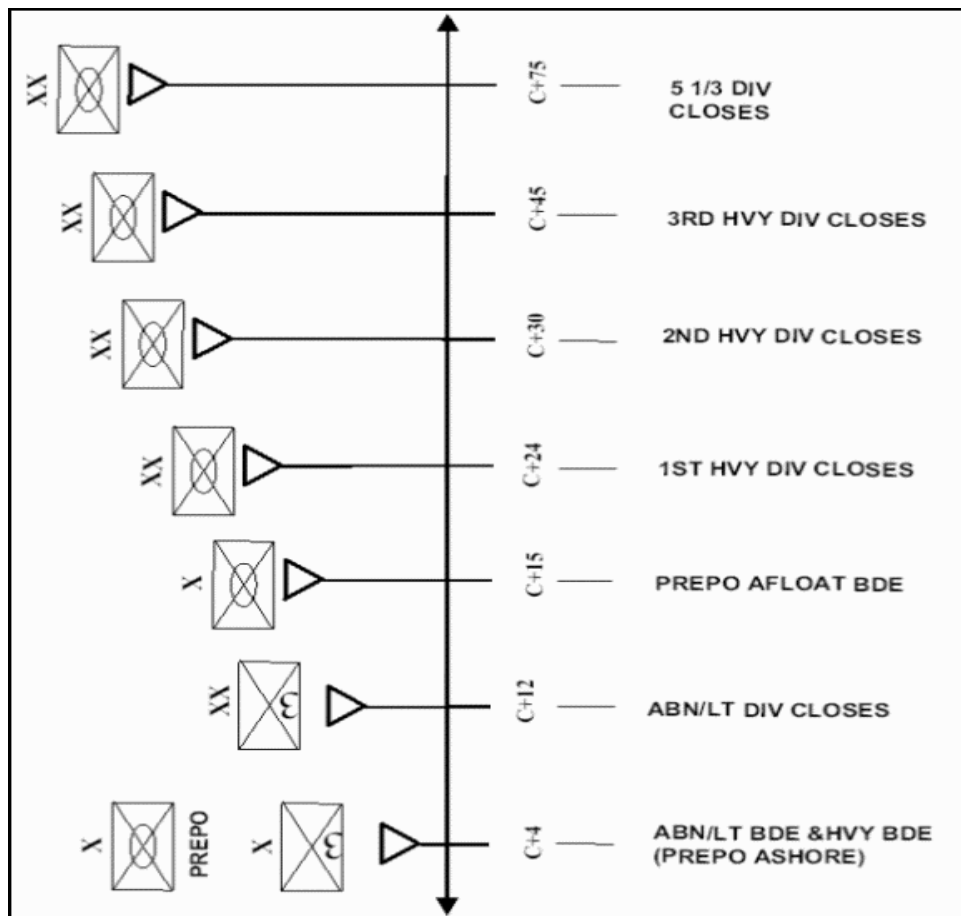 XX
C+75
5 1/3 DIV
CLOSES
XX
C+45
3RD HVY DIV CLOSES
XX
C+30
2ND HVY DIV CLOSES
XX
C+24
1ST HVY DIV CLOSES
X
C+15
PREPO AFLOAT BDE
XX
C+12
ABN/LT DIV CLOSES
X
PREPO
X
C+4
ABN/LT BDE &HVY BDE
(PREPO ASHORE)